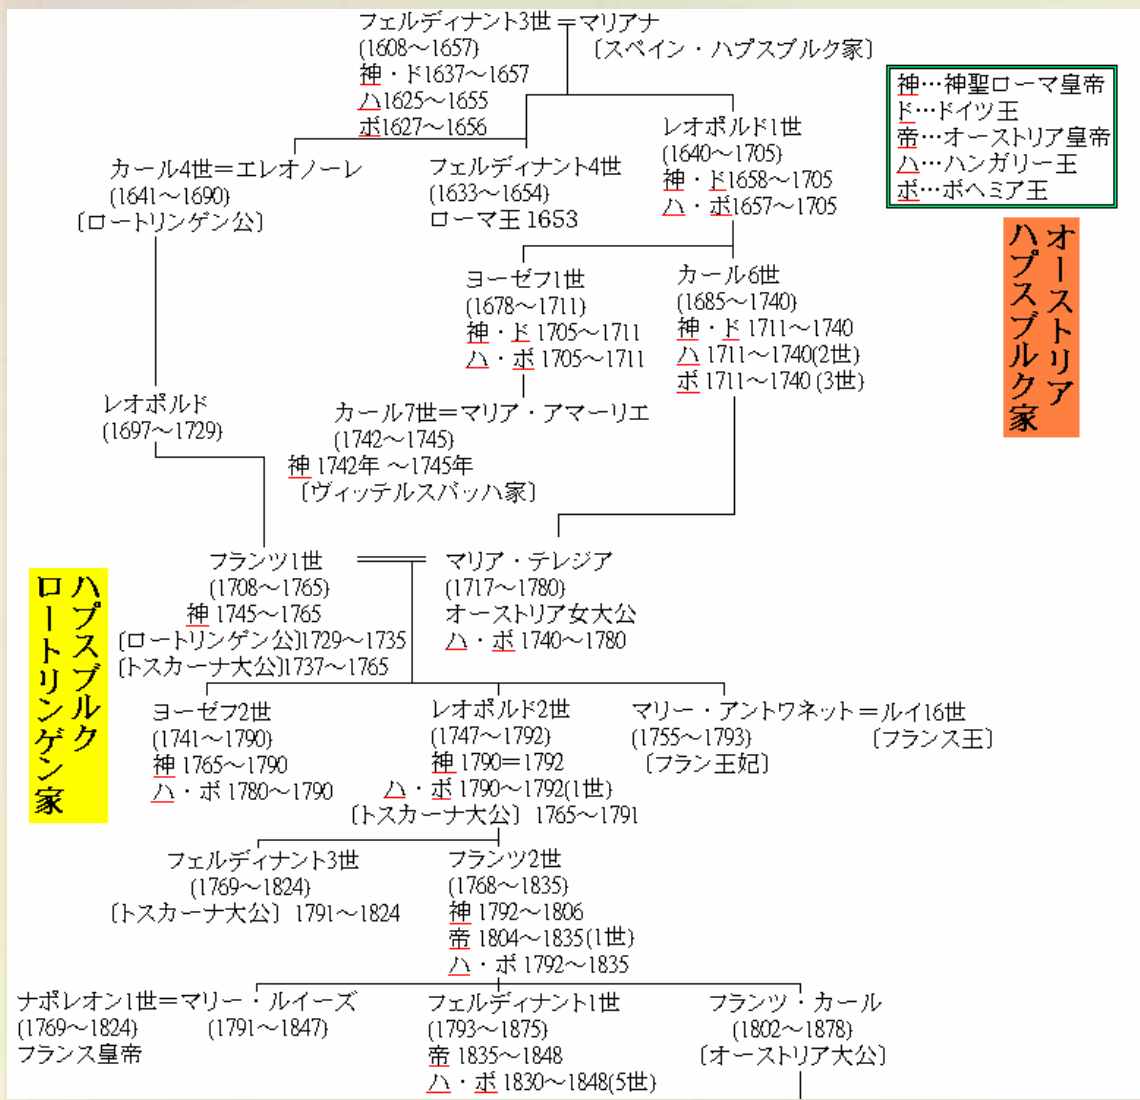 フェルディナント3世＝マリアナ
(1608～1657)
〔スペイン・ハプスブルク家〕
神・ド1637～1657
ハ1625～1655
ボ1627～1656
神…神聖ローマ皇帝
ド…ドイツ王
帝…オーストリア皇帝
ハ…ハンガリー王
ボ…ボヘミア王
カール4世＝エレオノーレ
(1641～1690)
〔ロートリンゲン公〕
フェルディナント4世
(1633～1654)
ローマ王1653
レオポルド1世
(1640～1705)
神・ド1658～1705
ハ・ボ1657～1705
オーストリア
ハプスブルク家
ヨーゼフ1世
(1678～1711)
神・ド 1705～1711
ハ・ボ 1705～1711
カール6世
(1685～1740)
神・ド 1711～1740
ハ 1711～1740(2世)
ボ 1711～1740 (3世)
レオポルド
(1697～1729)
カール7世＝マリア・アマーリエ
(1742～1745)
神 1742年 ～1745年
〔ヴィッテルスバッハ家〕
ハプスブルク
ロートリンゲン家
フランツ1世
(1708～1765)
神 1745～1765
〔ロートリンゲン公〕1729～1735
〔トスカーナ大公〕1737～1765
マリア・テレジア
(1717～1780)
オーストリア女大公
ハ・ボ 1740～1780
ヨーゼフ2世
(1741～1790)
神 1765～1790
ハ・ボ 1780～1790
レオポルド2世
(1747～1792)
神 1790＝1792
ハ・ボ 1790～1792(1世)
〔トスカーナ大公〕 1765～1791
マリー・アントワネット＝ルイ16世
(1755～1793)
〔フラン王妃〕
〔フランス王〕
フェルディナント3世
(1769～1824)
〔トスカーナ大公〕 1791～1824
フランツ2世
(1768～1835)
神 1792～1806
帝 1804～1835(1世)
ハ・ボ 1792～1835
ナポレオン1世＝マリー・ルイーズ
(1769～1824)
(1791～1847)
フランス皇帝
フェルディナント1世
(1793～1875)
帝 1835～1848
ハ・ボ 1830～1848(5世)
フランツ・カール
(1802～1878)
〔オーストリア大公〕